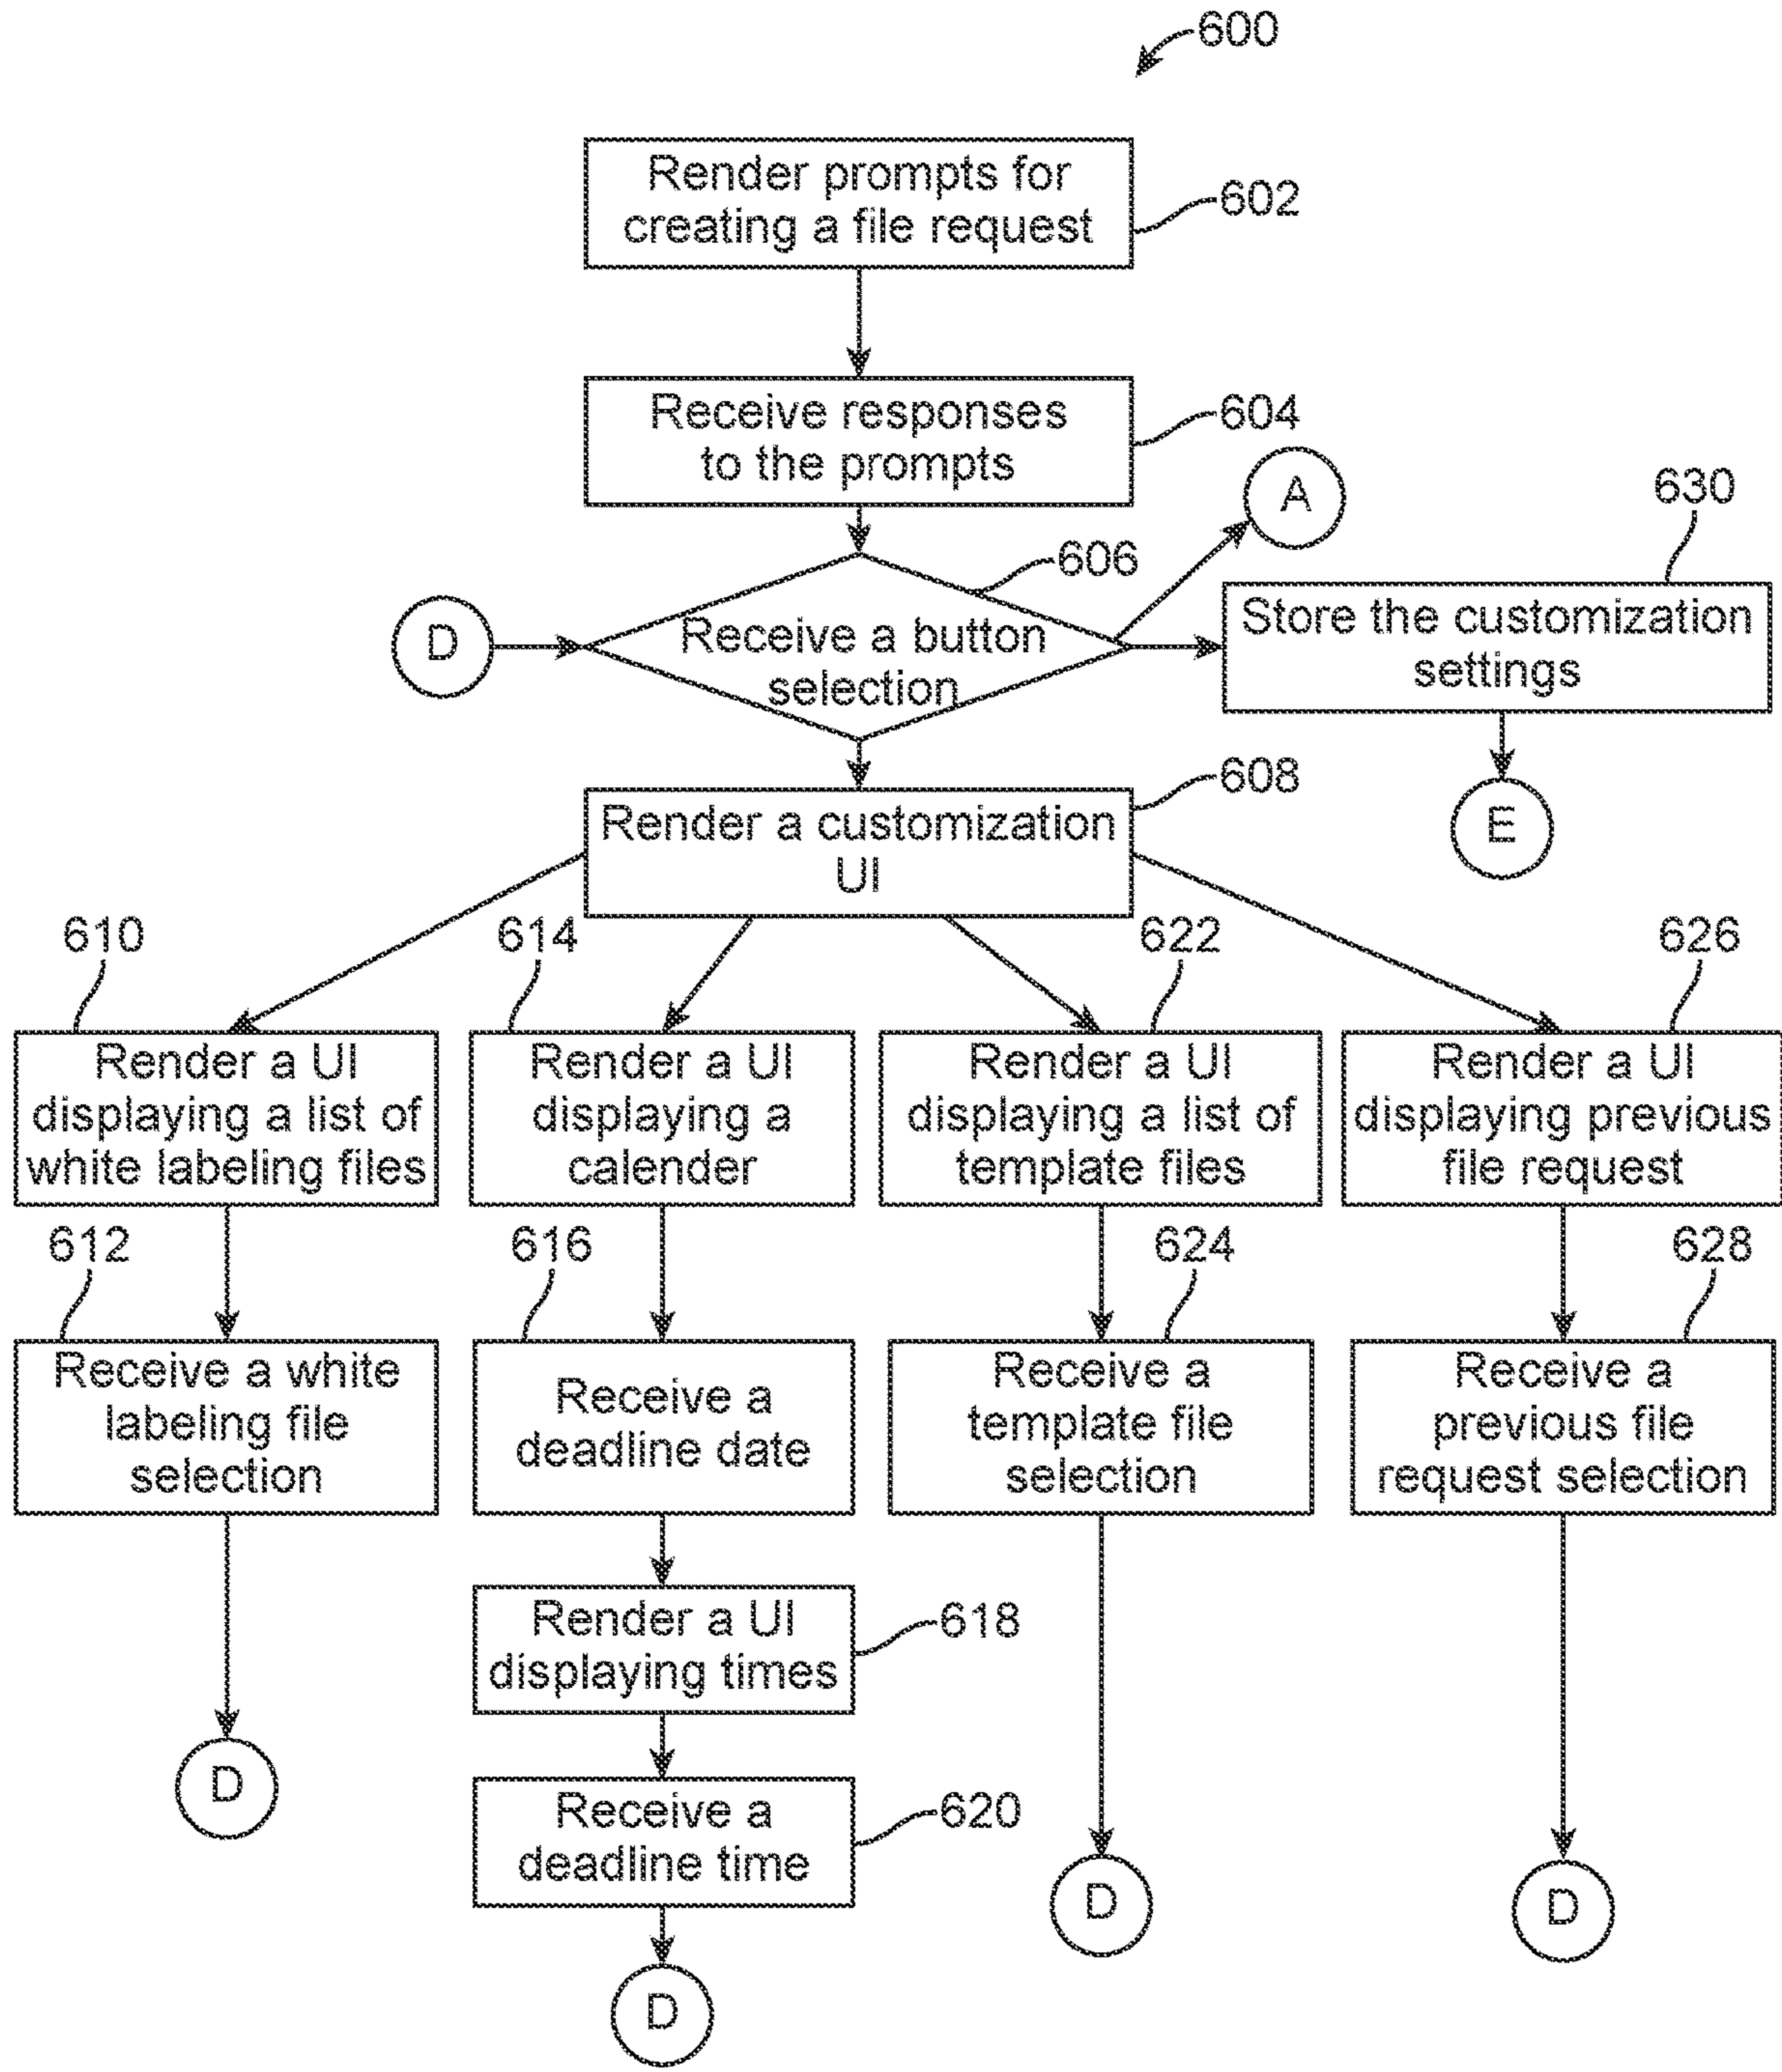 600
Render prompts for
creating a file request
602
Receive responses
to the prompts
604
A
630
606
D
Receive a button
selection
Store the customization
settings
608
E
Render a customization
UI
610
614
622
626
Render a UI
displaying a list of
white labeling files
Render a UI
displaying a
calender
Render a UI
displaying a list of
template files
Render a UI
displaying previous
file request
612
616
624
628
Receive a white
labeling file
selection
Receive a
deadline date
Receive a
template file
selection
Receive a
previous file
request selection
Render a UI
displaying times
618
D
Receive a
deadline time
620
D
D
D